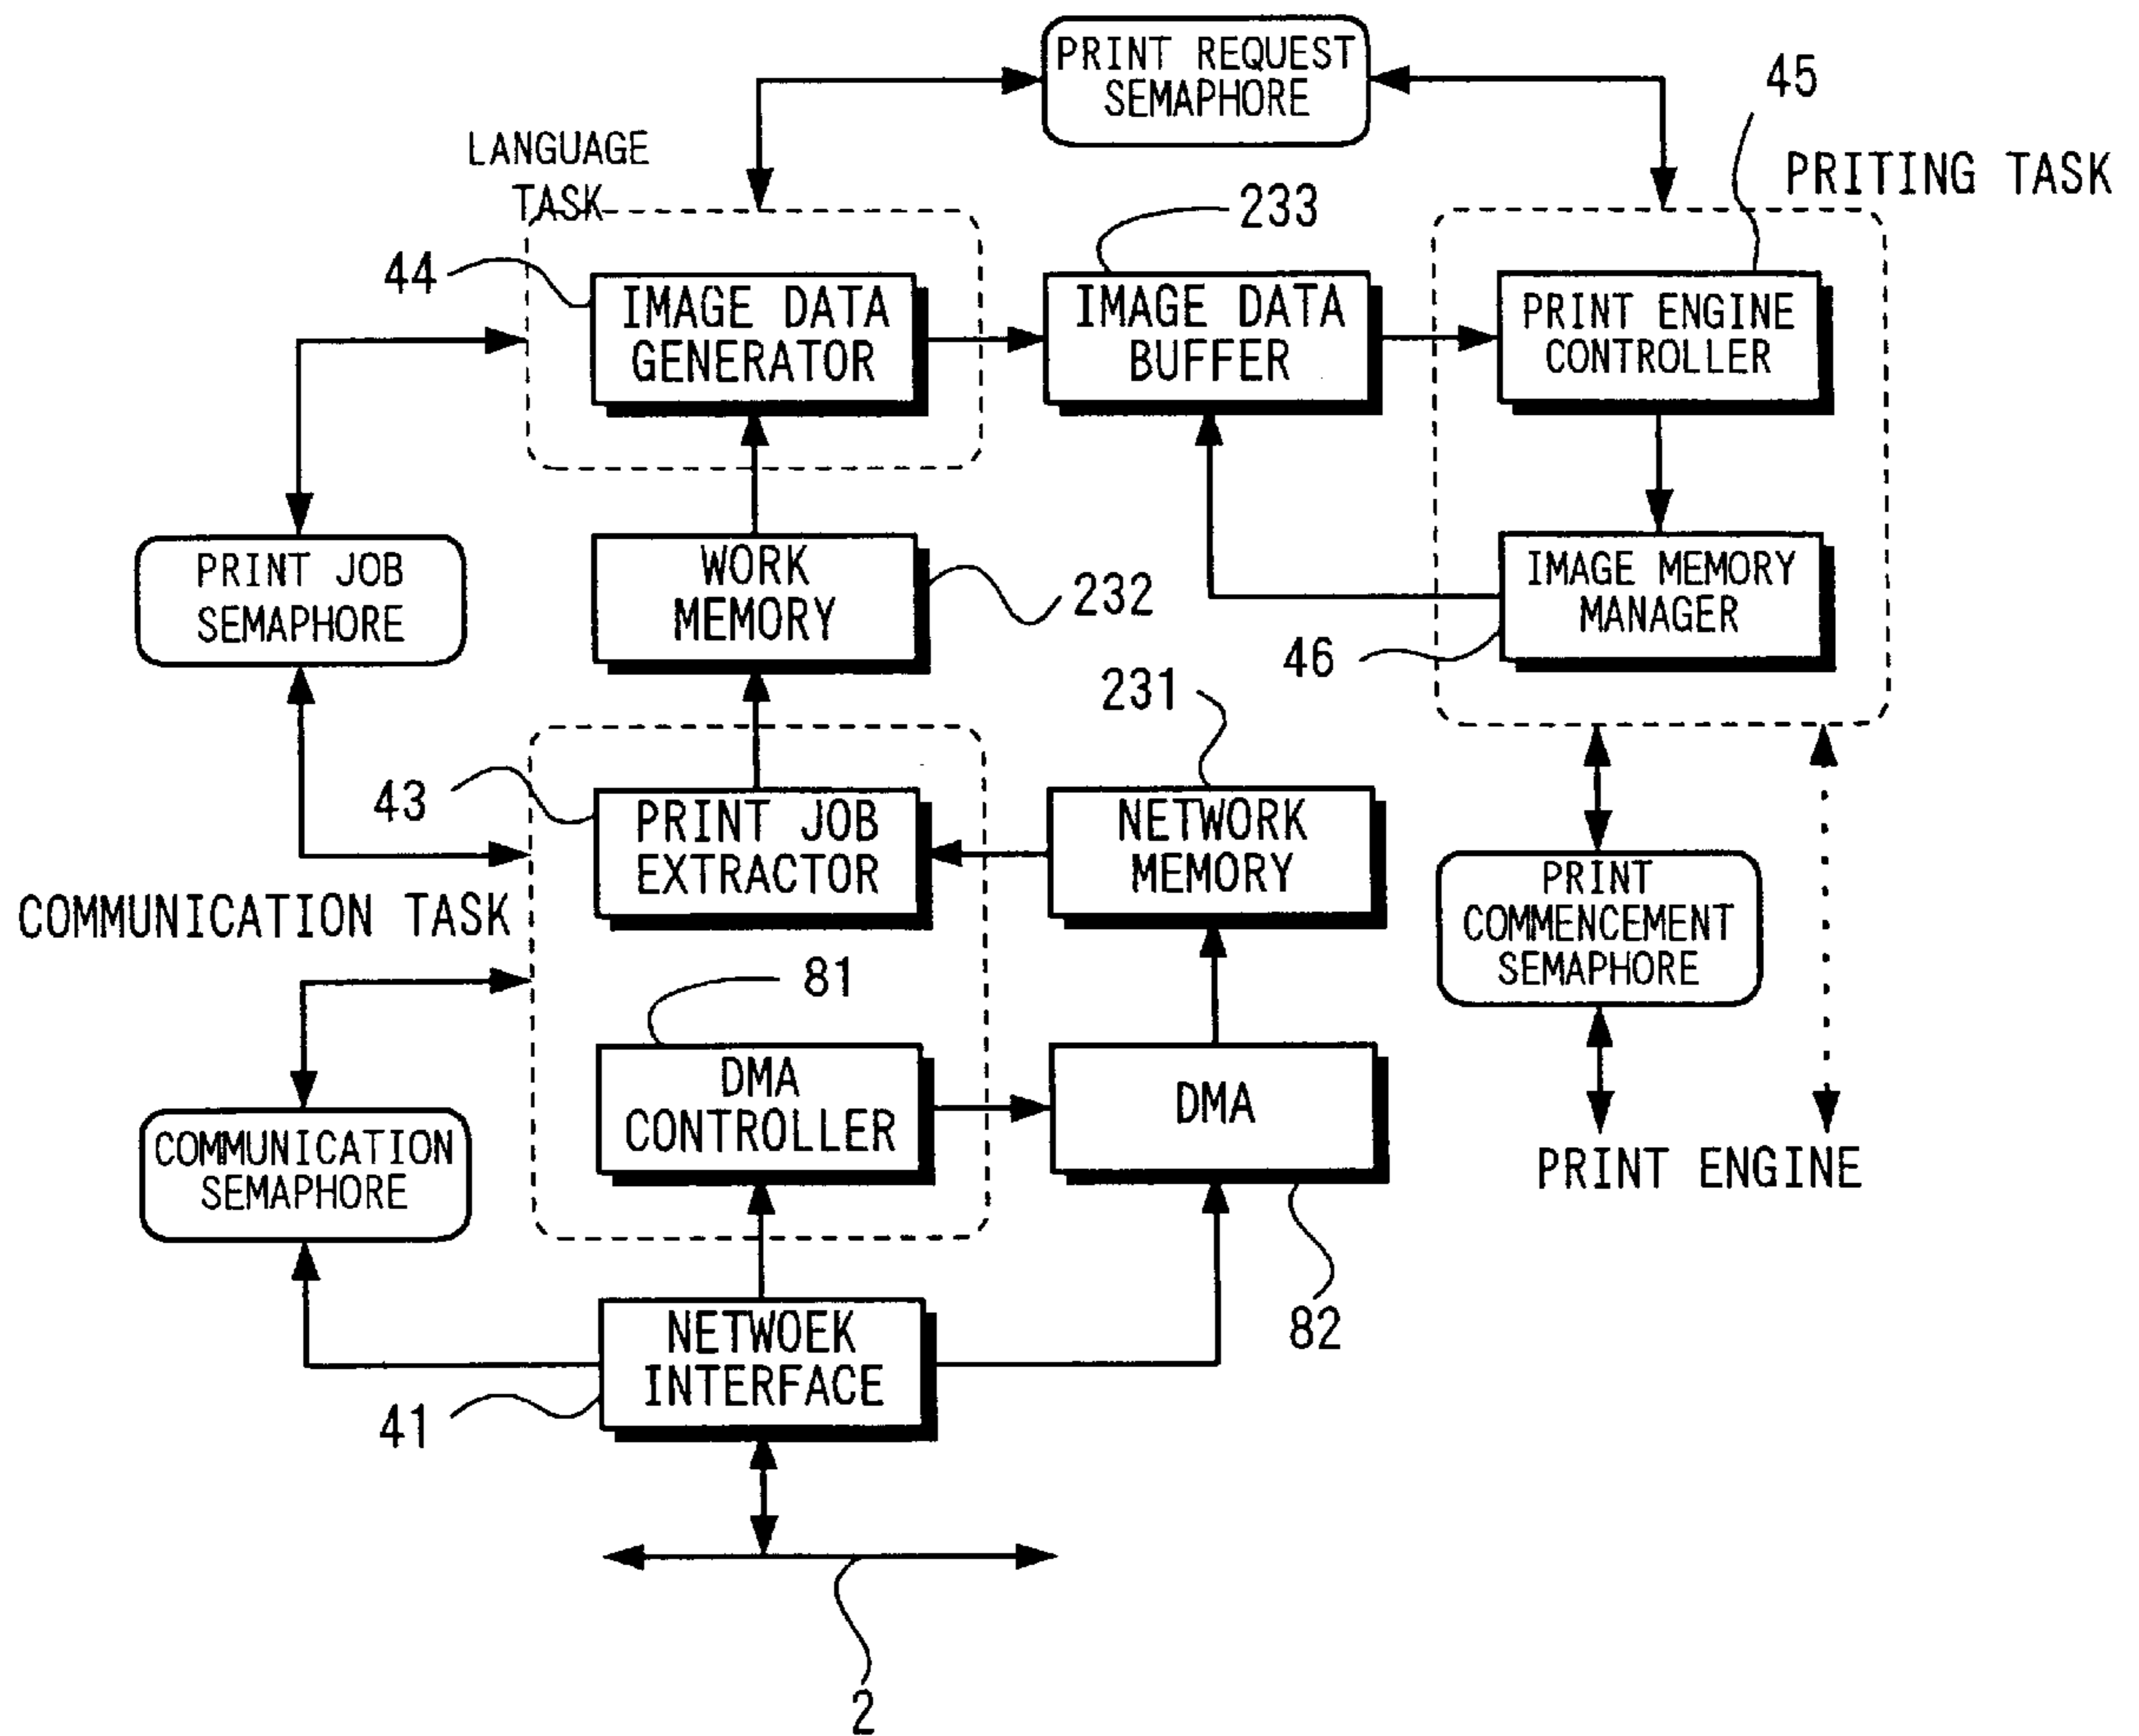 PRINT REQUEST
SEMAPHORE
45
LANGUAGE
TASK
PRITING TASK
233
44
IMAGE DATA
GENERATOR
IMAGE DATA
BUFFER
PRINT ENGINE
CONTROLLER
PRINT JOB
SEMAPHORE
WORK
MEMORY
232
IMAGE MEMORY
MANAGER
46
231
43
PRINT JOB
EXTRACTOR
NETWORK
MEMORY
PRINT
COMMENCEMENT
SEMAPHORE
COMMUNICATION TASK
81
DMA
CONTROLLER
DMA
COMMUNICATION
SEMAPHORE
PRINT ENGINE
82
NETWOEK
INTERFACE
41
2